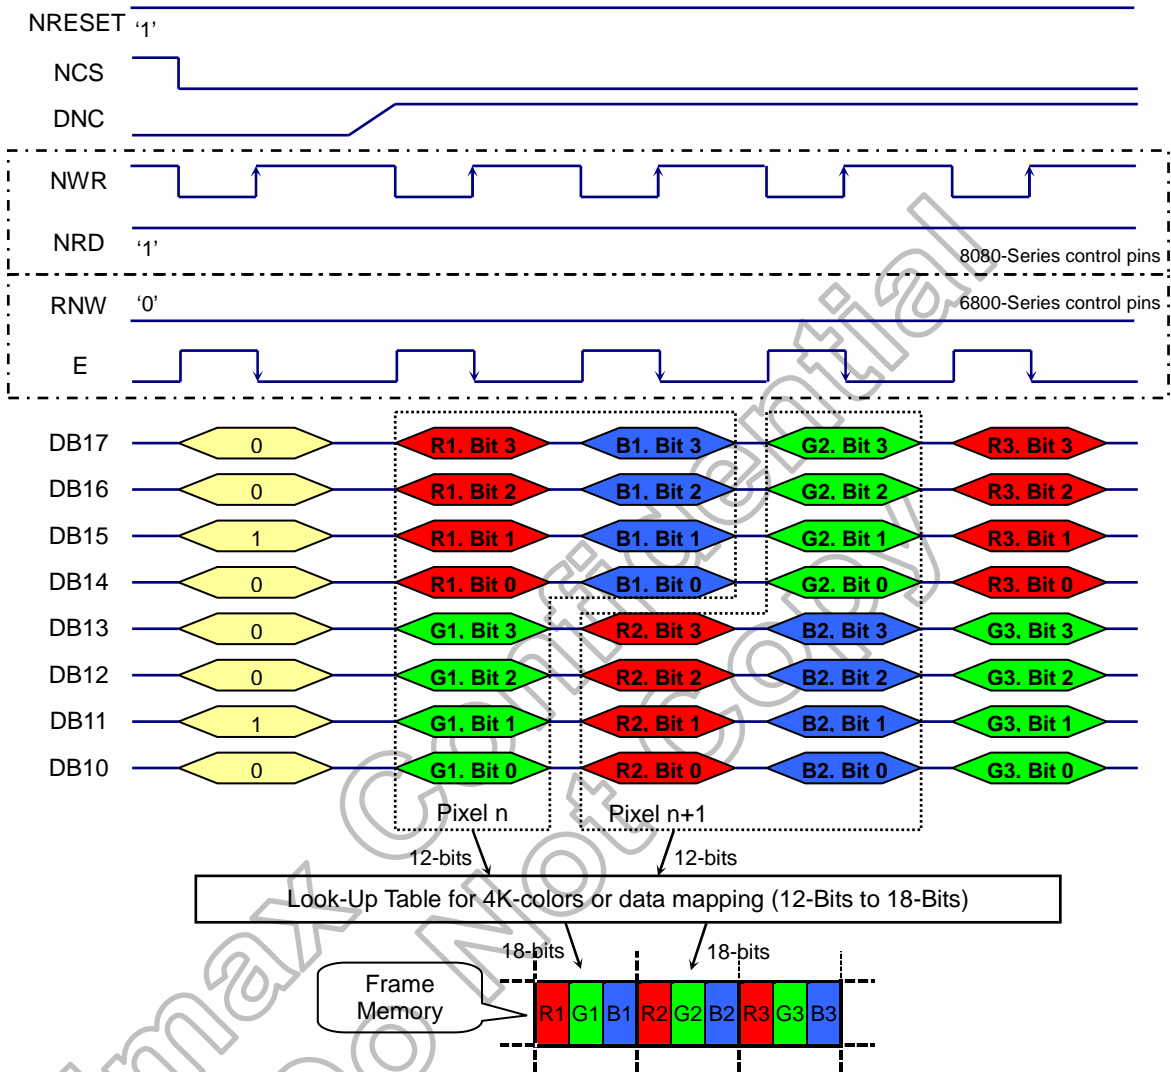 NRESET '1'
NCS
DNC
NWR
NRD '1'
8080-Series control pins
RNW '0' 6800-Series control pins
E
DB17 0 R1. Bit 3 B1. Bit 3 G2. Bit 3 R3. Bit 3
DB16 0 R1. Bit 2 B1. Bit 2 G2. Bit 2 R3. Bit 2
DB15 1 R1. Bit 1 B1. Bit 1 G2. Bit 1 R3. Bit 1
DB14 0 R1. Bit 0 B1. Bit 0 G2. Bit 0 R3. Bit 0
DB13 0 G1. Bit 3 R2. Bit 3 B2. Bit 3 G3. Bit 3
DB12 0 G1. Bit 2 R2. Bit 2 B2. Bit 2 G3. Bit 2
DB11 1 G1. Bit 1 R2. Bit 1 B2. Bit 1 G3. Bit 1
DB10 0 G1. Bit 0 R2. Bit 0 B2. Bit 0 G3. Bit 0
Pixel n Pixel n+1
12-bits 12-bits
Look-Up Table for 4K-colors or data mapping (12-Bits to 18-Bits)
18-bits 18-bits
Frame
Memory
R1 G1 B1 R2 G2 B2 R3 G3 B3
imax Confidential
Do Not Copy